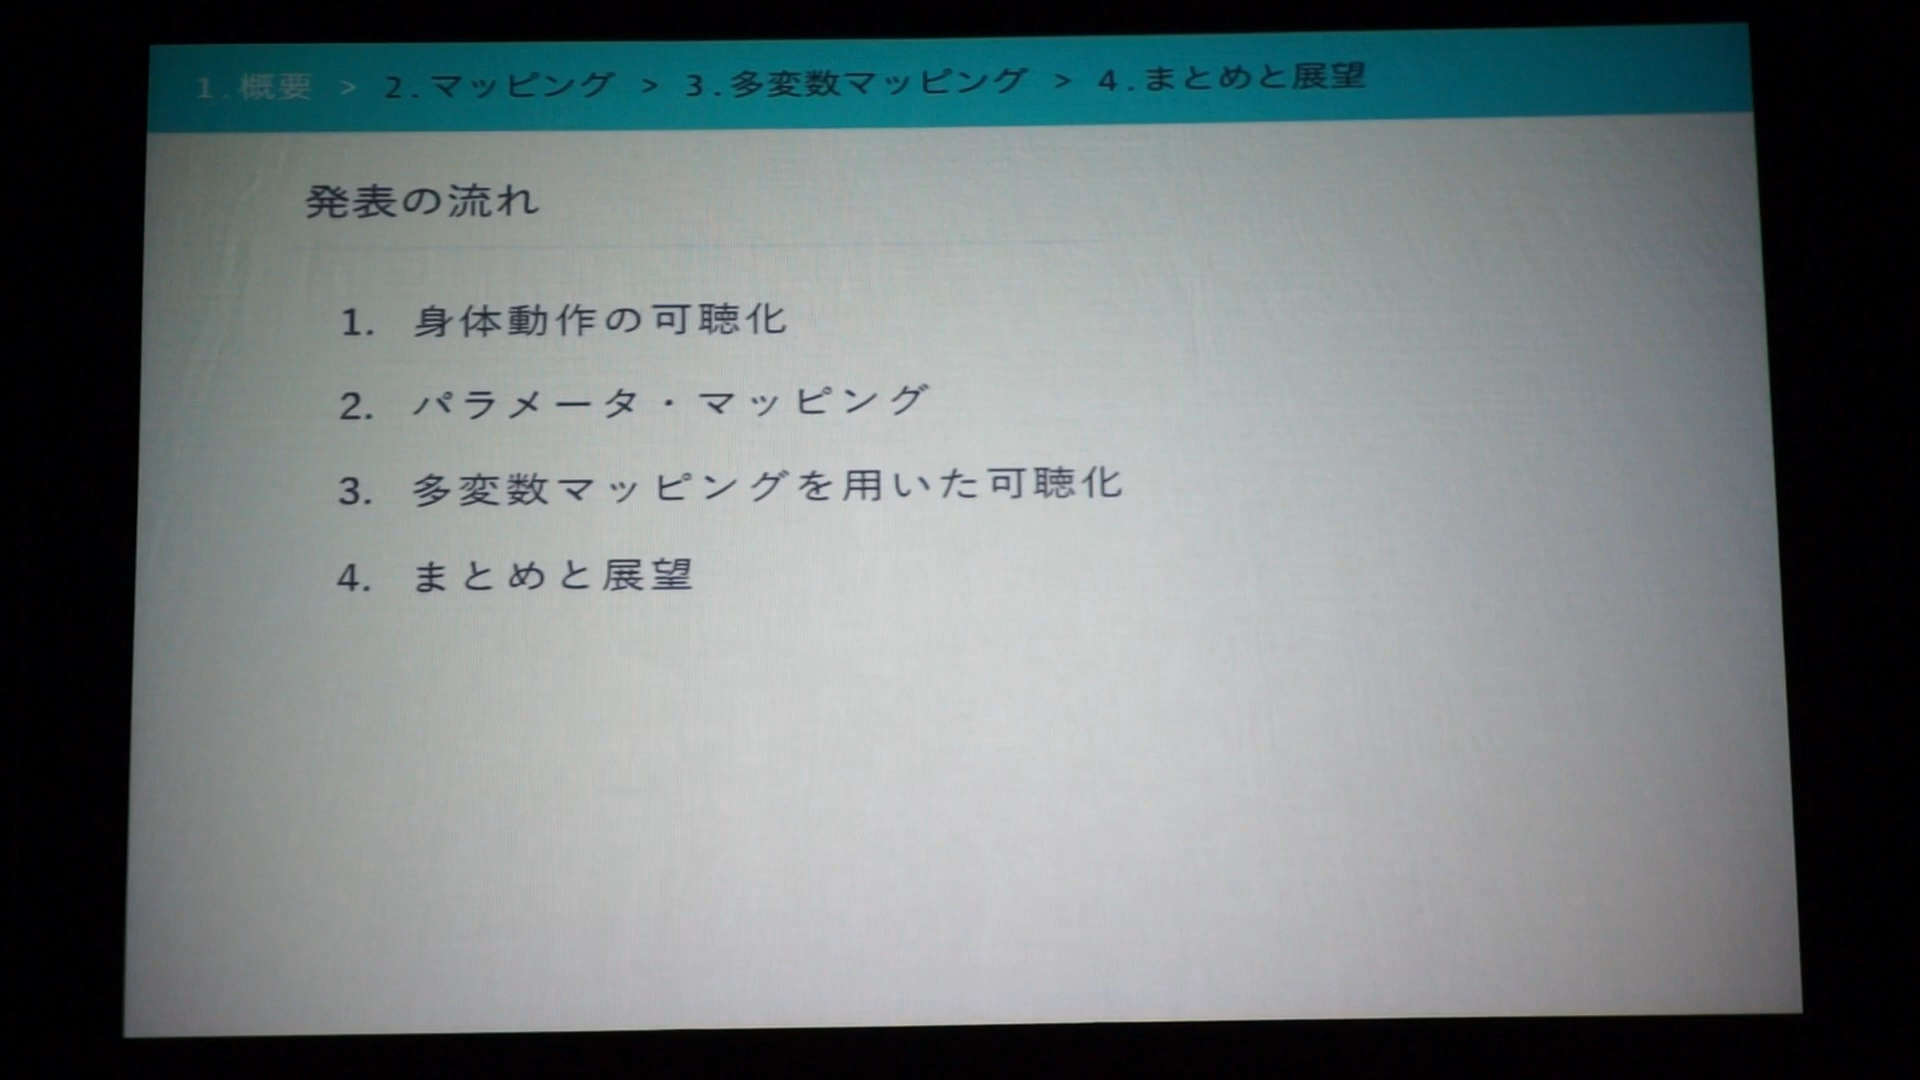 1.概要 > 2.マッピング > 3.多変数マッピング > 4.まとめと展望
発表の流れ
1. 身体動作の可聴化
2. パラメータ・マッピング
3. 多変数マッピングを用いた可聴化
4. まとめと展望